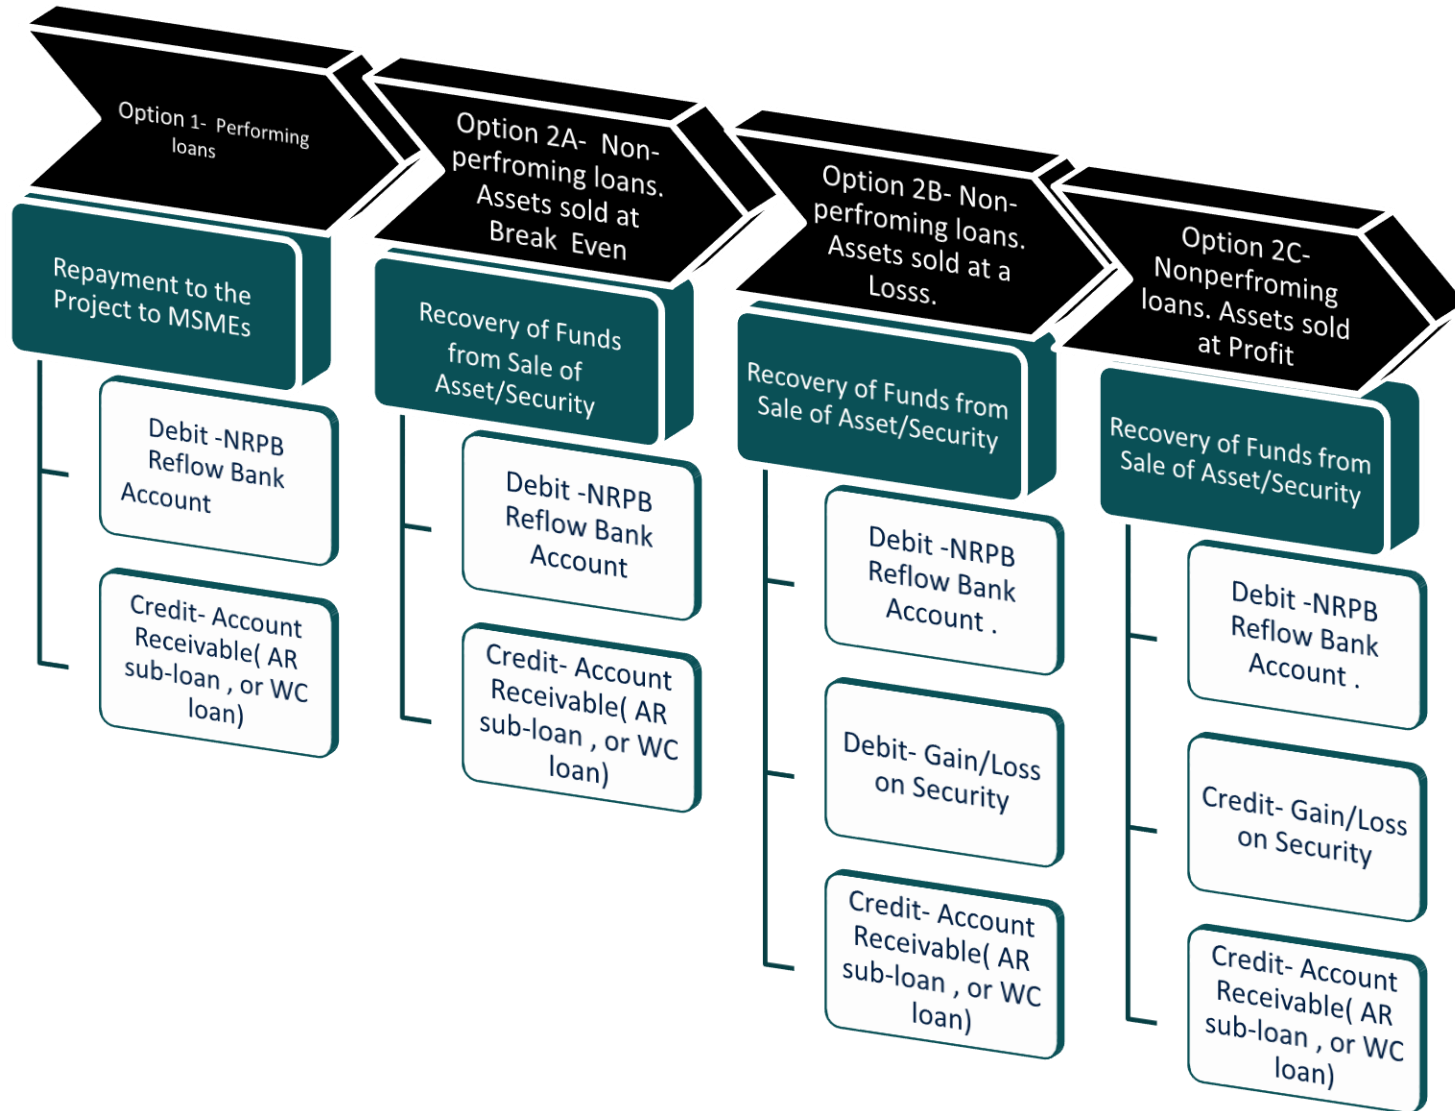 Option 1-  Performing
loans
Repayment to the
Project to MSMEs
Debit -NRPB
Reflow Bank
Account
Credit- Account
Receivable( AR
sub-loan , or WC
loan)
Option 2A-  Non-
perfroming loans.
Assets sold at
Break  Even
Recovery of Funds
from Sale of
Asset/Security
Debit -NRPB
Reflow Bank
Account
Credit- Account
Receivable( AR
sub-loan , or WC
loan)
Option 2B- Non-
perfroming loans.
Assets sold at a
Losss.
Recovery of Funds from
Sale of Asset/Security
Debit -NRPB
Reflow Bank
Account .
Debit- Gain/Loss
on Security
Credit- Account
Receivable( AR
sub-loan , or WC
loan)
Option 2C-
Nonperfroming
loans. Assets sold
at Profit
Recovery of Funds from
Sale of Asset/Security
Debit -NRPB
Reflow Bank
Account .
Credit- Gain/Loss
on Security
Credit- Account
Receivable( AR
sub-loan , or WC
loan)